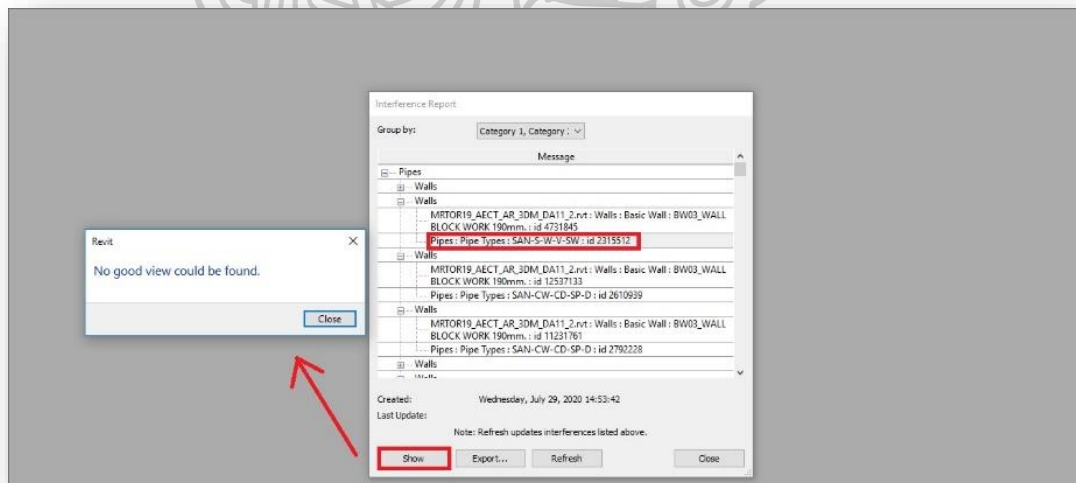 Interference Report
Group by:
Category 1, Category
Message
Pipes
Walls
Walls
MRTOR19_AECT_AR_3DM_DA11_2.rvt : Walls : Basic Wall : BW03_WALL
BLOCK WORK 190mm. : id 4731845
Pipes : Pipe Types : SAN-S-W-V-SW : id 2315512
Walls
MRTOR19_AECT_AR_3DM_DA11_2.rvt : Walls : Basic Wall : BW03_WALL
BLOCK WORK 190mm. : id 12537133
Pipes : Pipe Types : SAN-CW-CD-SP-D : id 2610939
Walls
MRTOR19_AECT_AR_3DM_DA11_2.rvt : Walls : Basic Wall : BW03_WALL
BLOCK WORK 190mm. : id 11231761
Pipes : Pipe Types : SAN-CW-CD-SP-D : id 2792228
Walls
Walls
Created:
Wednesday, July 29, 2020 14:53:42
Last Update:
Note: Refresh updates interferences listed above.
Show
Export...
Refresh
Close
Revit
No good view could be found.
Close